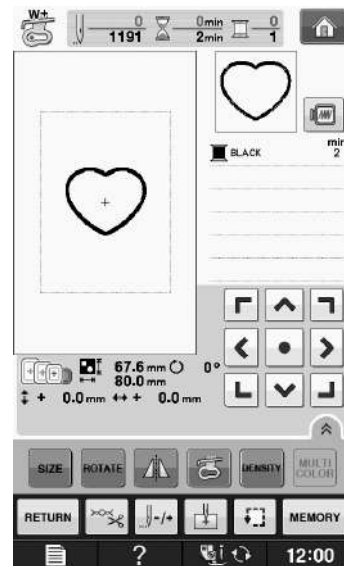 W+
0 0min 0
1191 2min 1
min
BLACK 2
67.6 mm 0°
80.0 mm
+ 0.0 mm + 0.0 mm
SIZE ROTATE DENSITY MULTI COLOR
RETURN -/+ MEMORY
? i 12:00